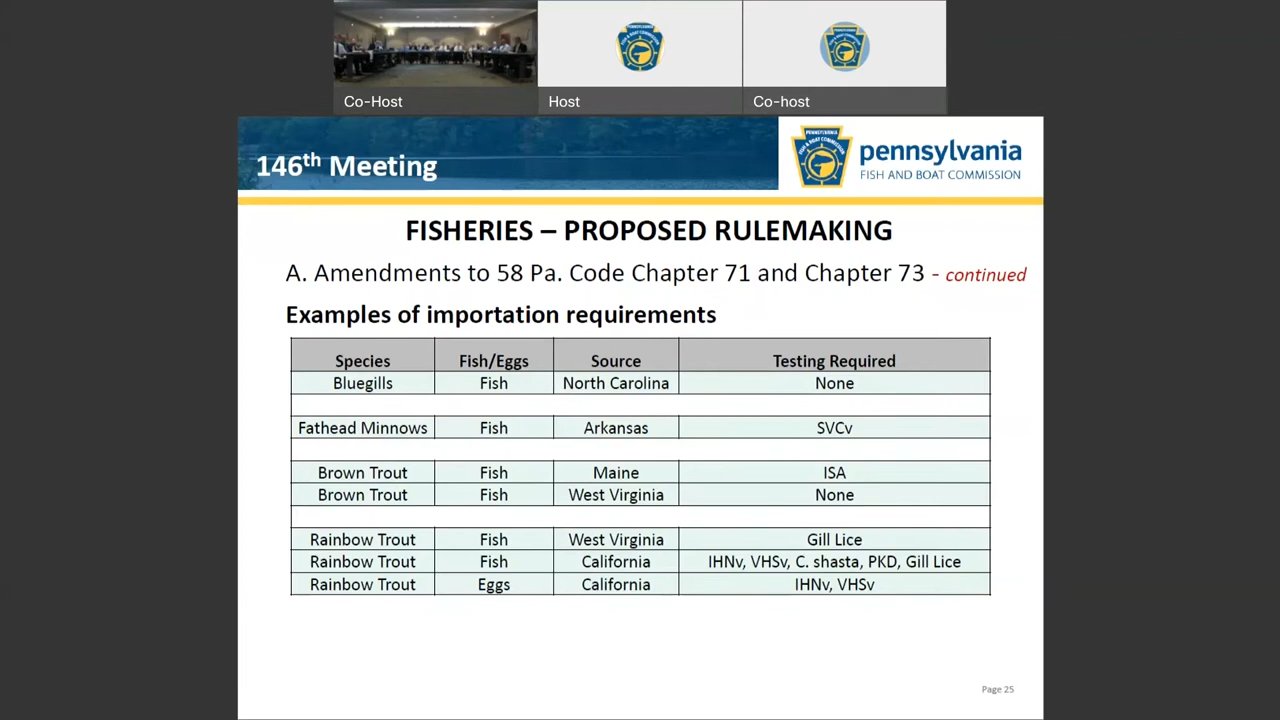 Co-Host
Host
Co-host
146th Meeting
PENNSYLVANIA
FISH & BOAT COMMISSION
pennsylvania
FISH AND BOAT COMMISSION
FISHERIES – PROPOSED RULEMAKING
A. Amendments to 58 Pa. Code Chapter 71 and Chapter 73 - continued
Examples of importation requirements
Species Fish/Eggs Source Testing Required
Bluegills Fish North Carolina None
Fathead Minnows Fish Arkansas SVCv
Brown Trout Fish Maine ISA
Brown Trout Fish West Virginia None
Rainbow Trout Fish West Virginia Gill Lice
Rainbow Trout Fish California IHNv, VHSv, C. shasta, PKD, Gill Lice
Rainbow Trout Eggs California IHNv, VHSv
Page 25